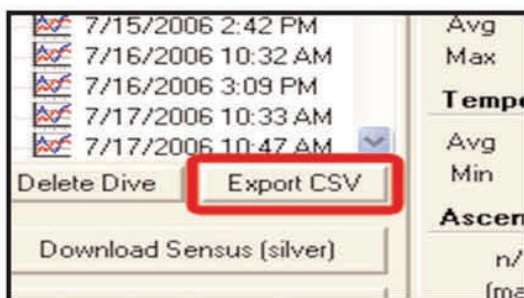 7/15/2006 2:42 PM
7/16/2006 10:32 AM
7/16/2006 3:09 PM
7/17/2006 10:33 AM
7/17/2006 10:47 AM
Delete Dive
Export CSV
Download Sensus (silver)
Avg
Max
Tempe
Avg
Min
Ascen
n/
(ma